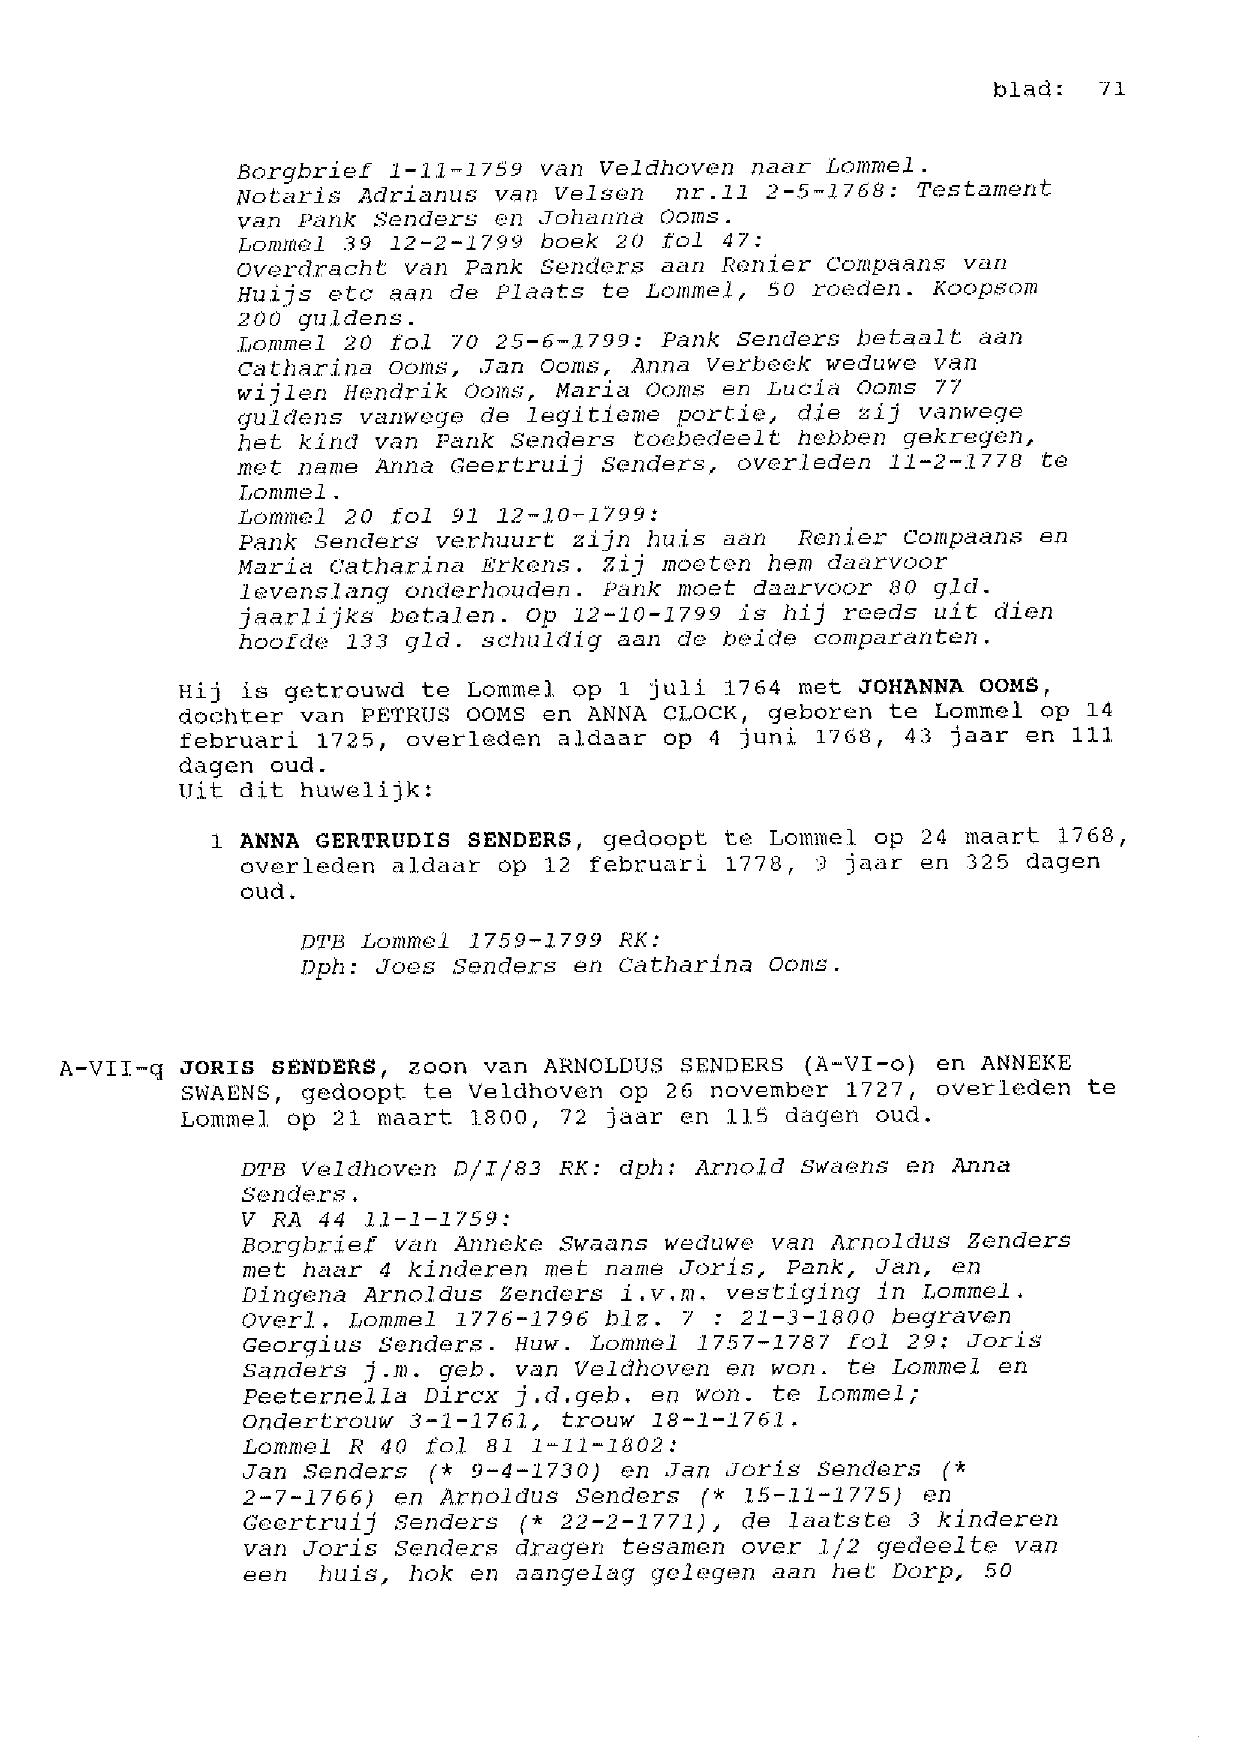 blad: 71
Borgbrief 1-11-1759 van Veldhoven naar Lommel.
Notaris Adrianus van Velsen nr.11 2-5-1768: Testament
van Pank Senders en Johanna Ooms.
Lommel 39 12-2-1799 boek 20 fol 47:
Overdracht van Pank Senders aan Renier Compaans van
Huijs etc aan de Plaats te Lommel, 50 roeden. Koopsom
200 guldens.
Lommel 20 fol 70 25-6-1799: Pank Senders betaalt aan
Catharina Ooms, Jan Ooms, Anna Verbeek weduwe van
wijlen Hendrik Ooms, Maria Ooms en Lucia Ooms 77
guldens vanwege de legitieme portie, die zij vanwege
het kind van Pank Senders toebedeelt hebben gekregen,
met name Anna Geertruij Senders, overleden 11-2-1778 te
Lommel.
Lommel 20 fol 91 12-10-1799:
Pank Senders verhuurt zijn huis aan Renier Compaans en
Maria Catharina Erkens. Zij moeten hem daarvoor
levenslang onderhouden. Pank moet daarvoor 80 gld.
jaarlijks betalen. Op 12-10-1799 is hij reeds uit dien
hoofde 133 gld. schuldig aan de beide comparanten.
Hij is getrouwd te Lommel op 1 juli 1764 met JOHANNA OOMS,
dochter van PETRUS OOMS en ANNA CLOCK, geboren te Lommel op 14
februari 1725, overleden aldaar op 4 juni 1768, 43 jaar en 111
dagen oud.
Uit dit huwelijk:
1 ANNA GERTRUDIS SENDERS, gedoopt te Lommel op 24 maart 1768,
overleden aldaar op 12 februari 1778, 9 jaar en 325 dagen
oud.
DTB Lommel 1759-1799 RK:
Dph: Joes Senders en Catharina Ooms.
A-VII-q JORIS SENDERS, zoon van ARNOLDUS SENDERS (A-VI-o) en ANNEKE
SWAENS, gedoopt te Veldhoven op 26 november 1727, overleden te
Lommel op 21 maart 1800, 72 jaar en 115 dagen oud.
DTB Veldhoven D/I/83 RK: dph: Arnold Swaens en Anna
Senders.
V RA 44 11-1-1759:
Borgbrief van Anneke Swaans weduwe van Arnoldus Zenders
met haar 4 kinderen met name Joris, Pank, Jan, en
Dingena Arnoldus Zenders i.v.m. vestiging in Lommel.
Overl. Lommel 1776-1796 blz. 7 : 21-3-1800 begraven
Georgius Senders. Huw. Lommel 1757-1787 fol 29: Joris
Sanders j.m. geb. van Veldhoven en won. te Lommel en
Peeternella Dircx j.d.geb. en won. te Lommel;
Ondertrouw 3-1-1761, trouw 18-1-1761.
Lommel R 40 fol 81 1-11-1802:
Jan Senders (* 9-4-1730) en Jan Joris Senders (*
2-7-1766) en Arnoldus Senders (* 15-11-1775) en
Geertruij Senders (* 22-2-1771), de laatste 3 kinderen
van Joris Senders dragen tesamen over 1/2 gedeelte van
een huis, hok en aangelag gelegen aan het Dorp, 50